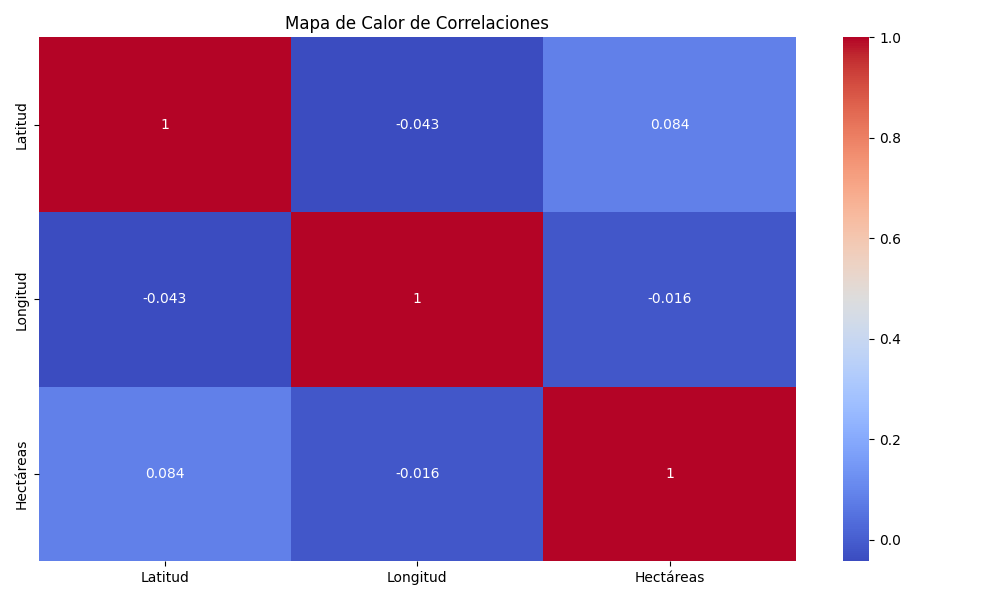 Mapa de Calor de Correlaciones
Latitud
1
-0.043
0.084
Longitud
-0.043
1
-0.016
Hectáreas
0.084
-0.016
1
Latitud
Longitud
Hectáreas
1.0
0.8
0.6
0.4
0.2
0.0